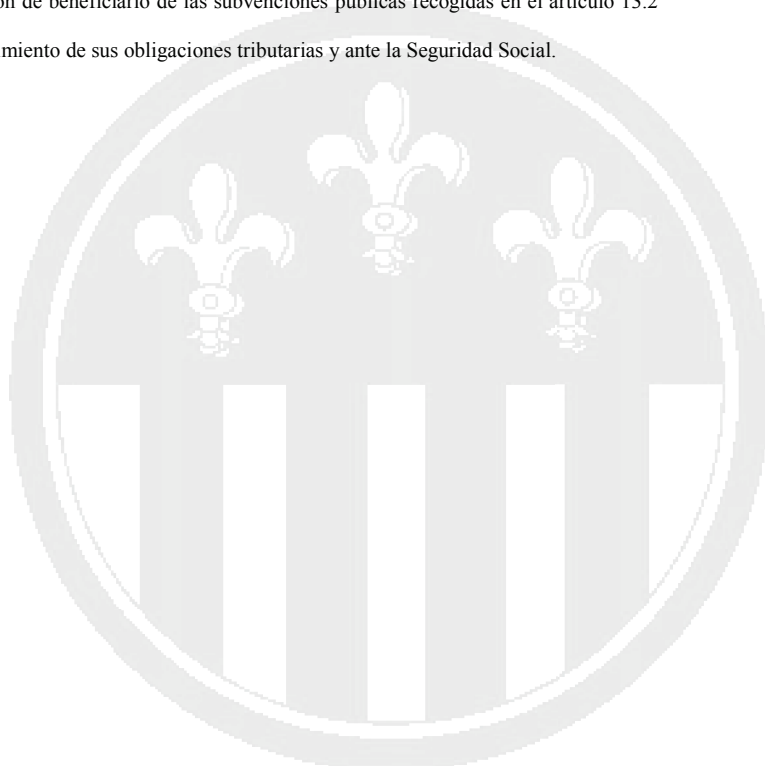 ón de beneficiario de las subvenciones públicas recogidas en el artículo 13.2
imiento de sus obligaciones tributarias y ante la Seguridad Social.